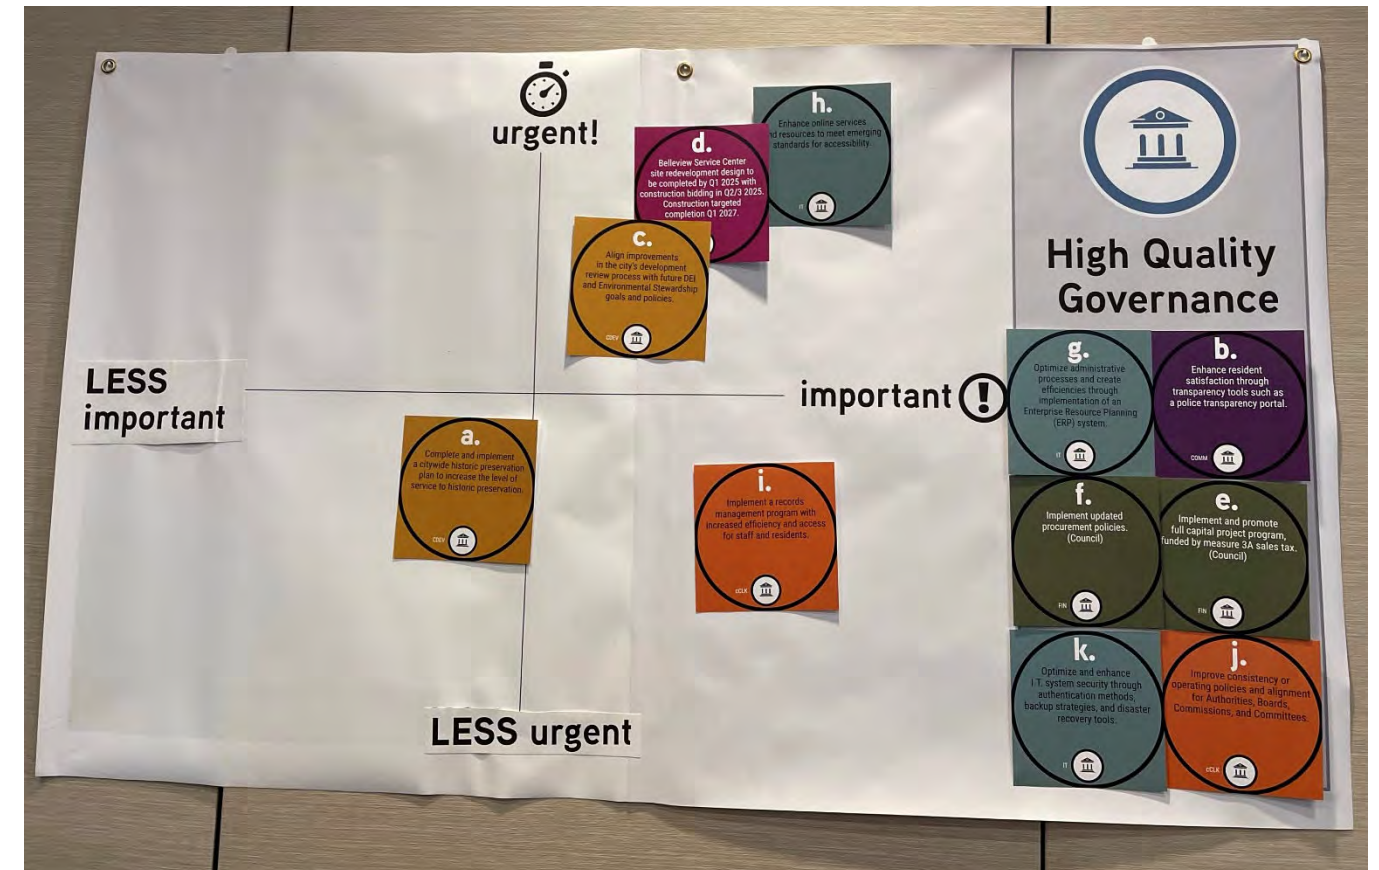 urgent!
h.
Enhance online services
nd resources to meet emerging
standards for accessibility.
IT
d.
Belleview Service Center
site redevelopment design to
be completed by Q1 2025 with
construction bidding in Q2/3 2025.
Construction targeted
completion Q1 2027.
c.
Align improvements
in the city's development
review process with future DEI
and Environmental Stewardship
goals and policies.
CDEV
High Quality
Governance
LESS
important
important
g.
Optimize administrative
processes and create
efficiencies through
implementation of an
Enterprise Resource Planning
(ERP) system.
IT
b.
Enhance resident
satisfaction through
transparency tools such as
a police transparency portal.
COMM
a.
Complete and implement
a citywide historic preservation
plan to increase the level of
service to historic preservation.
CDEV
i.
Implement a records
management program with
increased efficiency and access
for staff and residents.
cCLK
f.
Implement updated
procurement policies.
(Council)
FIN
e.
Implement and promote
full capital project program,
funded by measure 3A sales tax.
(Council)
FIN
k.
Optimize and enhance
I.T. system security through
authentication methods,
backup strategies, and disaster
recovery tools.
IT
j.
Improve consistency or
operating policies and alignment
for Authorities, Boards,
Commissions, and Committees.
cCLK
LESS urgent